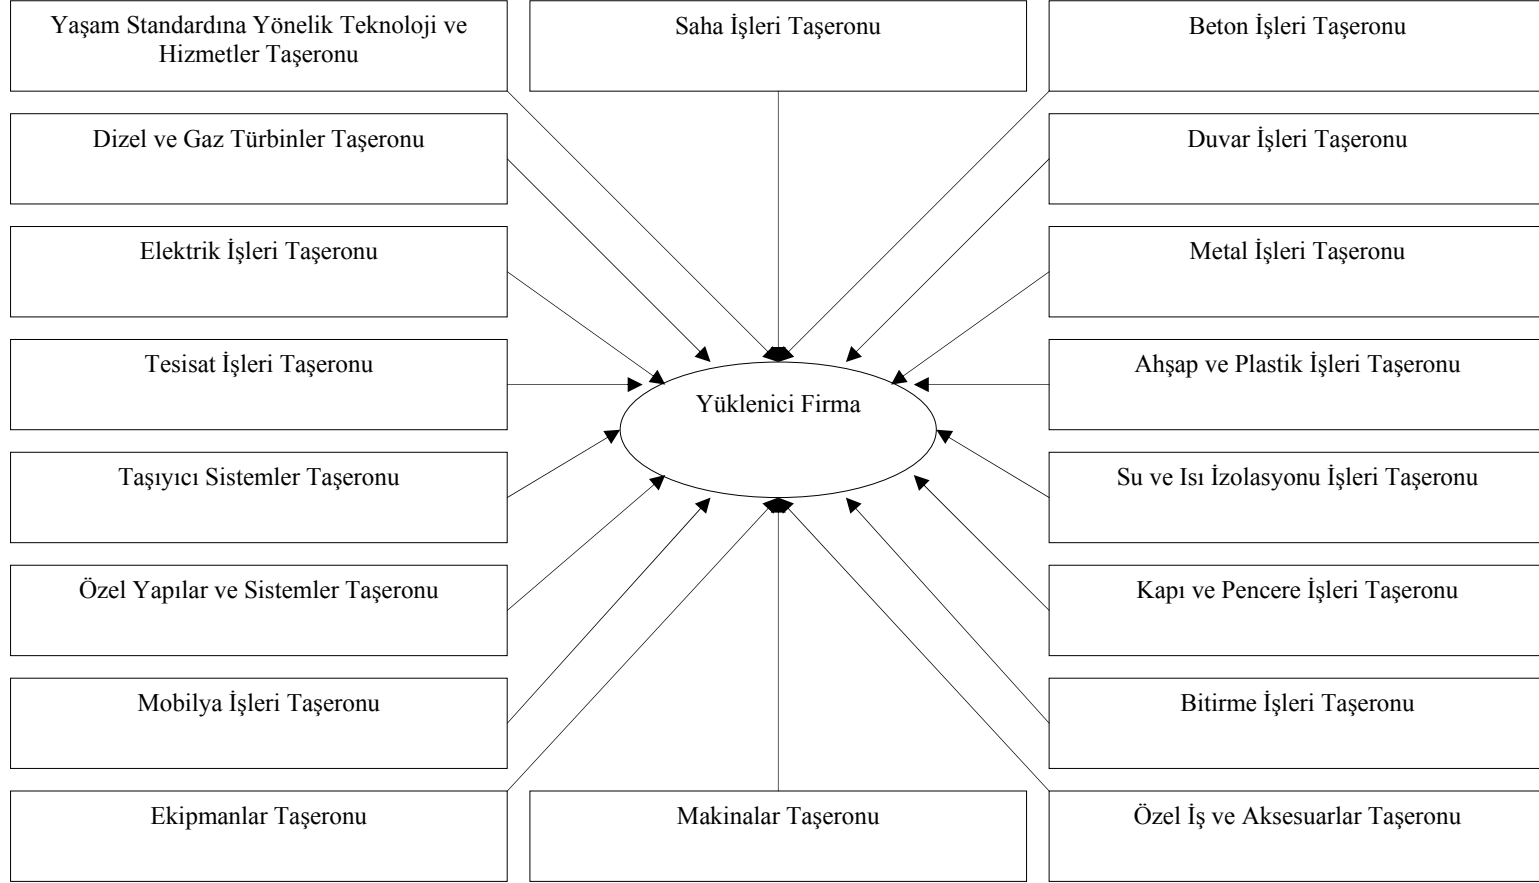 Yaşam Standardına Yönelik Teknoloji ve
Hizmetler Taşeronu
Saha İşleri Taşeronu
Beton İşleri Taşeronu
Dizel ve Gaz Türbinler Taşeronu
Duvar İşleri Taşeronu
Elektrik İşleri Taşeronu
Metal İşleri Taşeronu
Tesisat İşleri Taşeronu
Ahşap ve Plastik İşleri Taşeronu
Yüklenici Firma
Taşıyıcı Sistemler Taşeronu
Su ve Isı İzolasyonu İşleri Taşeronu
Özel Yapılar ve Sistemler Taşeronu
Kapı ve Pencere İşleri Taşeronu
Mobilya İşleri Taşeronu
Bitirme İşleri Taşeronu
Ekipmanlar Taşeronu
Makinalar Taşeronu
Özel İş ve Aksesuarlar Taşeronu